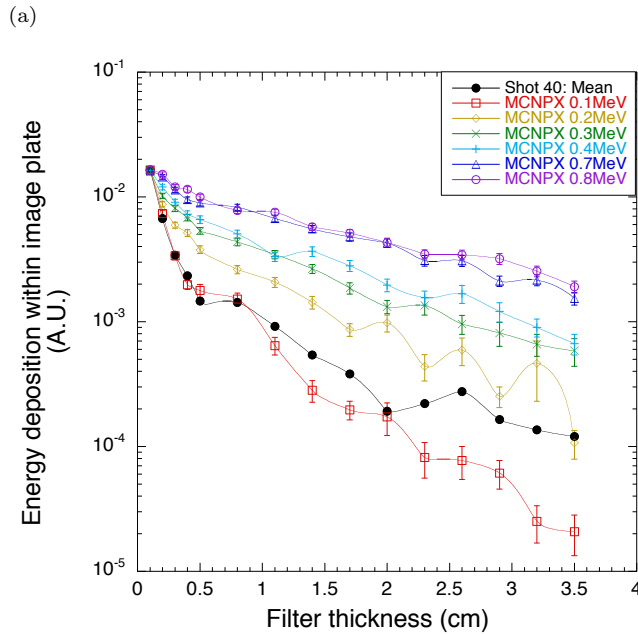 (a)
10^-1
10^-2
10^-3
10^-4
10^-5
Energy deposition within image plate
(A.U.)
Shot 40: Mean
MCNPX 0.1MeV
MCNPX 0.2MeV
MCNPX 0.3MeV
MCNPX 0.4MeV
MCNPX 0.7MeV
MCNPX 0.8MeV
0 0.5 1 1.5 2 2.5 3 3.5 4
Filter thickness (cm)